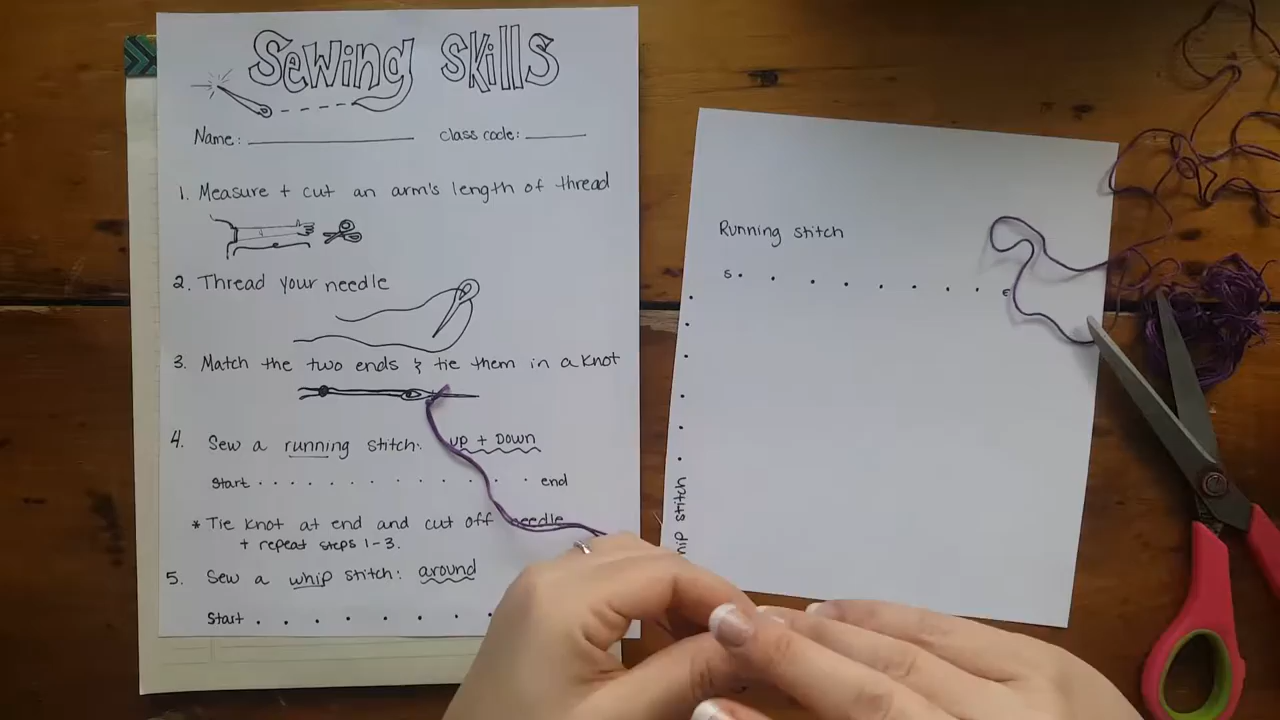 Sewing Skills
Name: class code:
1. Measure + cut an arm's length of thread
2. Thread your needle
3. Match the two ends & tie them in a knot
4. Sew a running stitch: up + Down
Start end
* Tie knot at end and cut off needle
+ repeat steps 1-3.
5. Sew a whip stitch: around
Start
Running stitch
S E
stitch